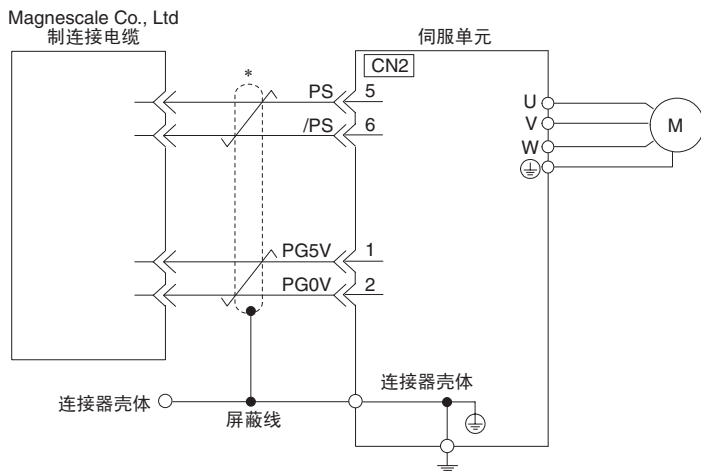 Magnescale Co., Ltd
制连接电缆
伺服单元
CN2
*
PS 5
/PS 6
U
V
W
M
PG5V 1
PG0V 2
连接器壳体
连接器壳体
屏蔽线